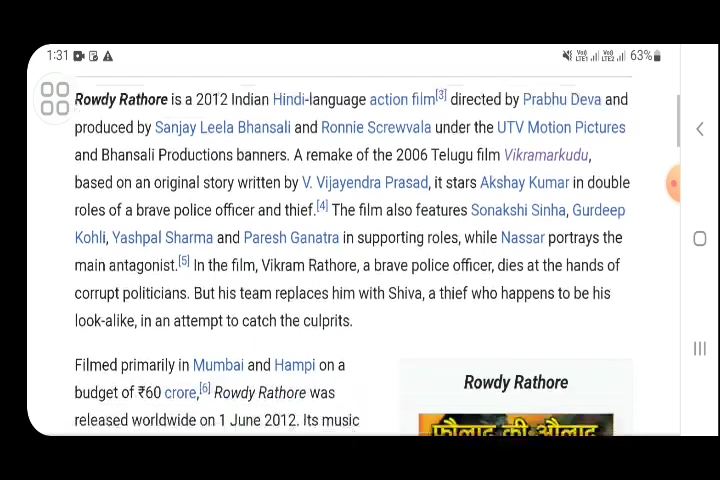 1:31
Vo) LTE1 Vo) LTE2 63%
Rowdy Rathore is a 2012 Indian Hindi-language action film[3] directed by Prabhu Deva and
produced by Sanjay Leela Bhansali and Ronnie Screwvala under the UTV Motion Pictures
and Bhansali Productions banners. A remake of the 2006 Telugu film Vikramarkudu,
based on an original story written by V. Vijayendra Prasad, it stars Akshay Kumar in double
roles of a brave police officer and thief.[4] The film also features Sonakshi Sinha, Gurdeep
Kohli, Yashpal Sharma and Paresh Ganatra in supporting roles, while Nassar portrays the
main antagonist.[5] In the film, Vikram Rathore, a brave police officer, dies at the hands of
corrupt politicians. But his team replaces him with Shiva, a thief who happens to be his
look-alike, in an attempt to catch the culprits.
Filmed primarily in Mumbai and Hampi on a
budget of ₹60 crore,[6] Rowdy Rathore was
released worldwide on 1 June 2012. Its music
Rowdy Rathore
फ़ौलाद की औलाद